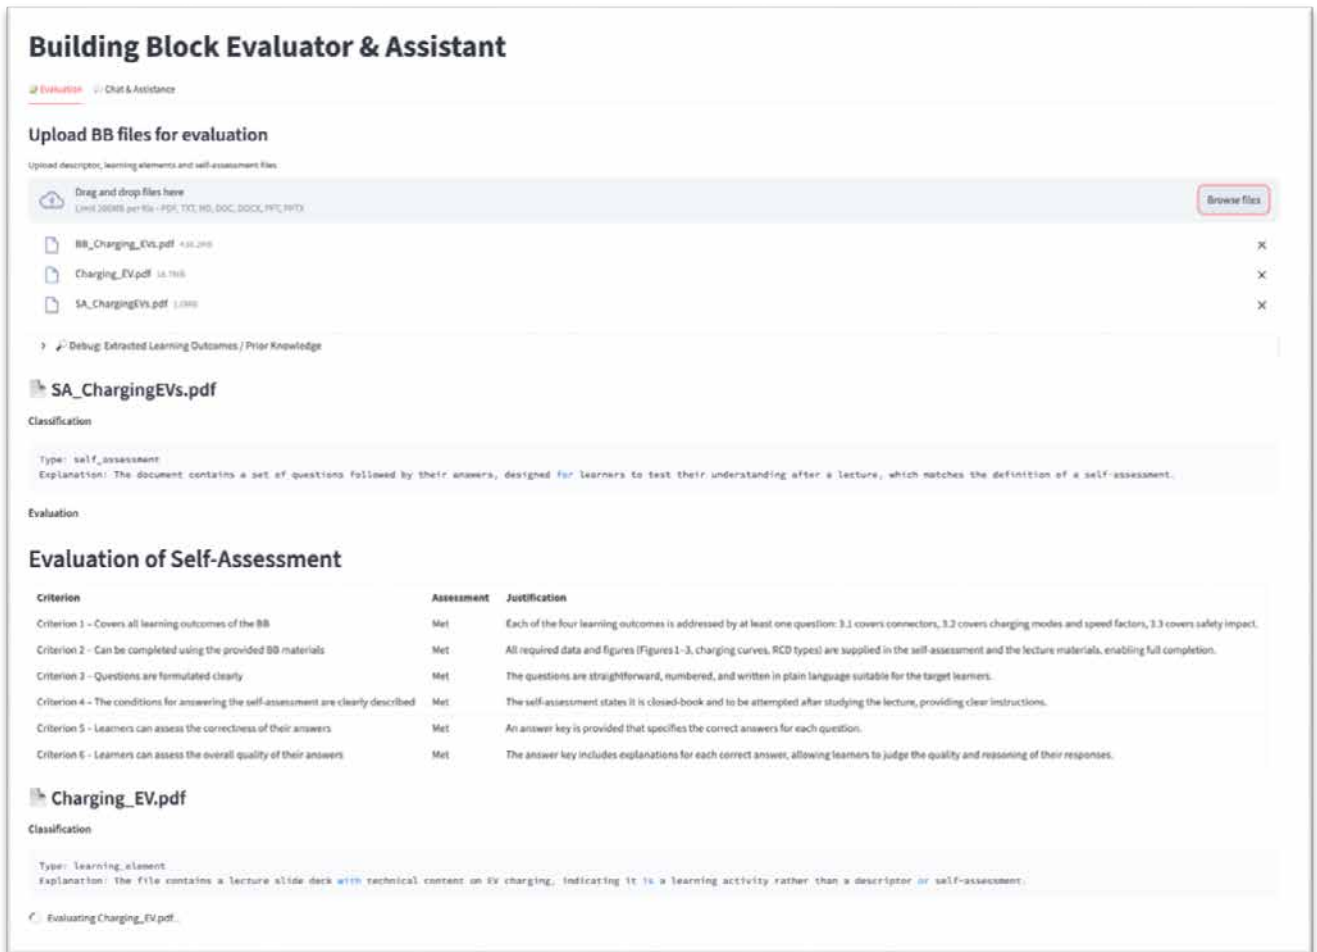 Building Block Evaluator & Assistant
Evaluation Chat & Assistance
Upload BB files for evaluation
Upload descriptor, learning elements and self-assessment files
Drag and drop files here
Limit 200MB per file • PDF, TXT, MD, DOC, DOCX, PPT, PPTX
Browse files
BB_Charging_EVs.pdf
Charging_EV.pdf
SA_ChargingEVs.pdf
Debug: Extracted Learning Outcomes / Prior Knowledge
SA_ChargingEVs.pdf
Classification
Type: self_assessment
Explanation: The document contains a set of questions followed by their answers, designed for learners to test their understanding after a lecture, which matches the definition of a self-assessment.
Evaluation
Evaluation of Self-Assessment
Criterion Assessment Justification
Criterion 1 – Covers all learning outcomes of the BB Met Each of the four learning outcomes is addressed by at least one question: 3.1 covers connectors, 3.2 covers charging modes and speed factors, 3.3 covers safety impact.
Criterion 2 – Can be completed using the provided BB materials Met All required data and figures (Figures 1–3, charging curves, RCD types) are supplied in the self-assessment and the lecture materials, enabling full completion.
Criterion 3 – Questions are formulated clearly Met The questions are straightforward, numbered, and written in plain language suitable for the target learners.
Criterion 4 – The conditions for answering the self-assessment are clearly described Met The self-assessment states it is closed-book and to be attempted after studying the lecture, providing clear instructions.
Criterion 5 – Learners can assess the correctness of their answers Met An answer key is provided that specifies the correct answers for each question.
Criterion 6 – Learners can assess the overall quality of their answers Met The answer key includes explanations for each correct answer, allowing learners to judge the quality and reasoning of their responses.
Charging_EV.pdf
Classification
Type: learning_element
Explanation: The file contains a lecture slide deck with technical content on EV charging, indicating it is a learning activity rather than a descriptor or self-assessment.
Evaluating Charging_EV.pdf...